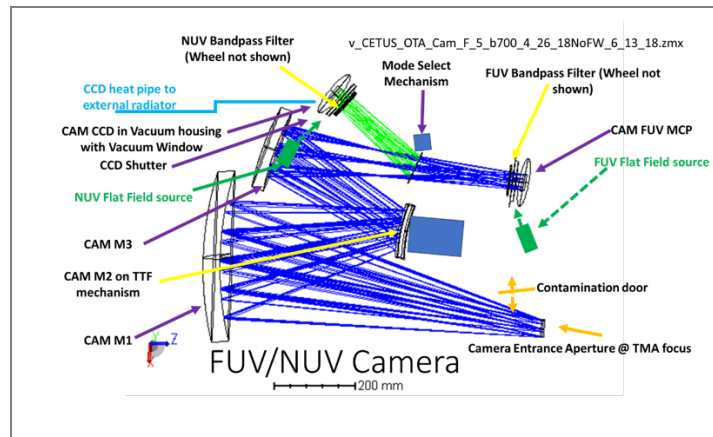 NUV Bandpass Filter
(Wheel not shown)
v_CETUS_OTA_Cam_F_5_b700_4_26_18NoFW_6_13_18.zmx
Mode Select
Mechanism
FUV Bandpass Filter (Wheel not
shown)
CCD heat pipe to
external radiator
CAM CCD in Vacuum housing
with Vacuum Window
CCD Shutter
CAM FUV MCP
FUV Flat Field source
NUV Flat Field source
CAM M3
CAM M2 on TTF
mechanism
Contamination door
CAM M1
Camera Entrance Aperture @ TMA focus
Y
Z
X
FUV/NUV Camera
200 mm